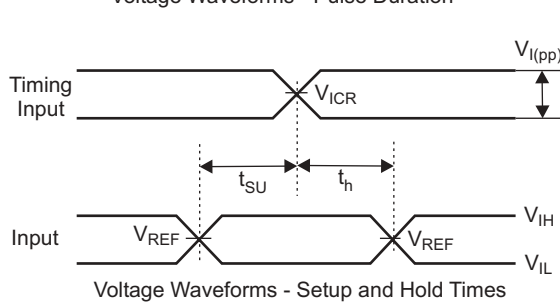 Voltage Waveforms - Pulse Duration
V_I(pp)
Timing
Input
V_ICR
t_SU
t_h
Input
V_REF
V_REF
V_IH
V_IL
Voltage Waveforms - Setup and Hold Times